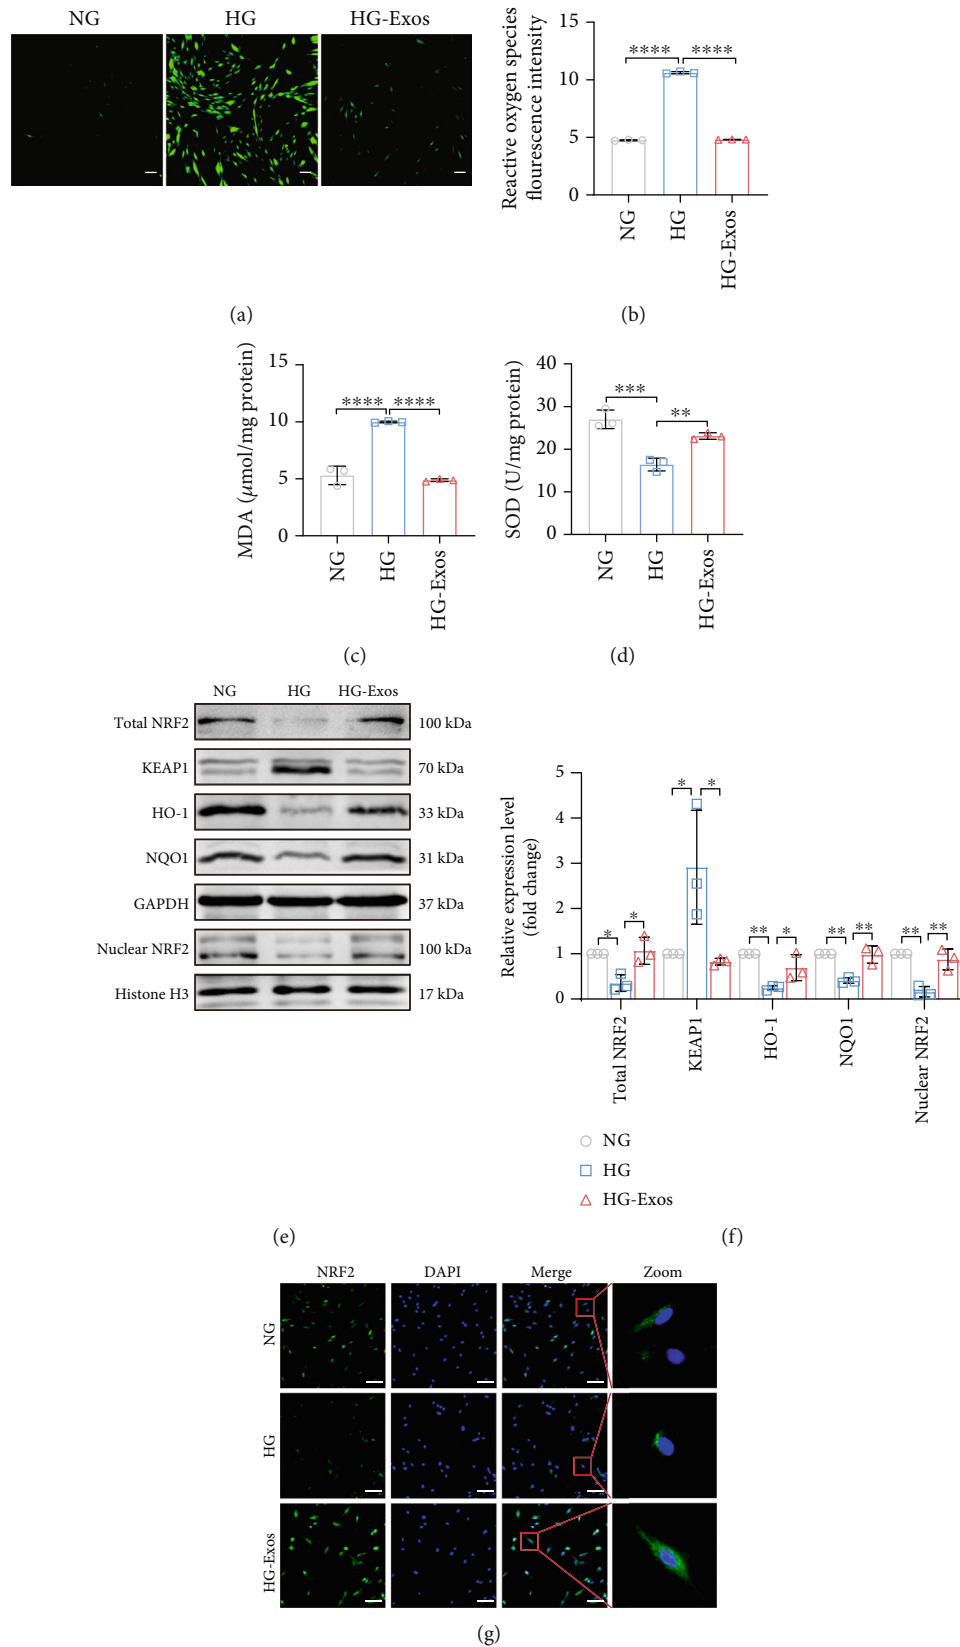 NG HG HG-Exos
Reactive oxygen species
flourescence intensity
15
10
5
0
**** ****
NG
HG
HG-Exos
(a)
(b)
MDA (µmol/mg protein)
15
10
5
0
**** ****
NG
HG
HG-Exos
SOD (U/mg protein)
40
30
20
10
0
***
**
NG
HG
HG-Exos
(c)
(d)
NG HG HG-Exos
Total NRF2 100 kDa
KEAP1 70 kDa
HO-1 33 kDa
NQO1 31 kDa
GAPDH 37 kDa
Nuclear NRF2 100 kDa
Histone H3 17 kDa
Relative expression level
(fold change)
5
4
3
2
1
0
* * * * ** * ** ** ** **
Total NRF2
KEAP1
HO-1
NQO1
Nuclear NRF2
NG
HG
HG-Exos
(e)
(f)
NRF2 DAPI Merge Zoom
NG
HG
HG-Exos
(g)